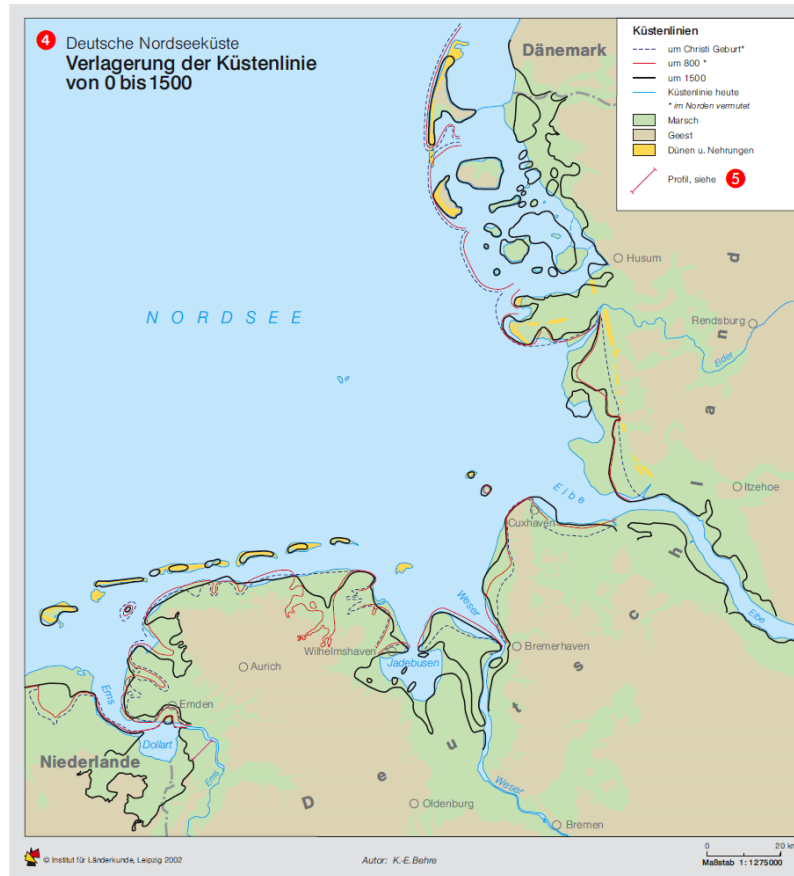 4 Deutsche Nordseeküste
Verlagerung der Küstenlinie
von 0 bis 1500
Dänemark
Küstenlinien
um Christi Geburt*
um 800 *
um 1500
Küstenlinie heute
* im Norden vermutet
Marsch
Geest
Dünen u. Nehrungen
Profil, siehe 5
Husum
NORDSEE
Rendsburg
Eider
Itzehoe
Elbe
Cuxhaven
Elbe
Weser
Wilhelmshaven
Bremerhaven
Jadebusen
Aurich
Ems
Emden
Dollart
Niederlande
Ems
Deutschland
Weser
Oldenburg
Bremen
© Institut für Länderkunde, Leipzig 2002
Autor: K.-E. Behre
0 20 km
Maßstab 1: 1275000